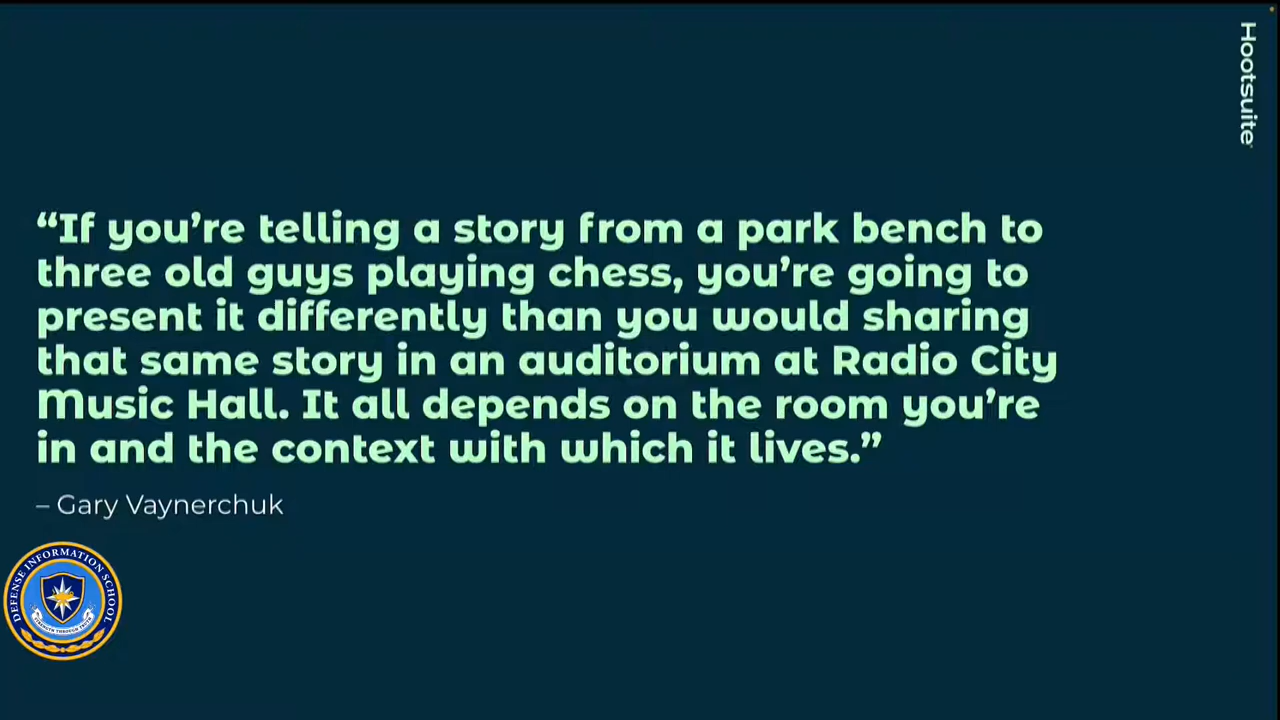 Hootsuite
“If you’re telling a story from a park bench to
three old guys playing chess, you’re going to
present it differently than you would sharing
that same story in an auditorium at Radio City
Music Hall. It all depends on the room you’re
in and the context with which it lives.”
– Gary Vaynerchuk
DEFENSE INFORMATION SCHOOL
STRENGTH THROUGH TRUTH